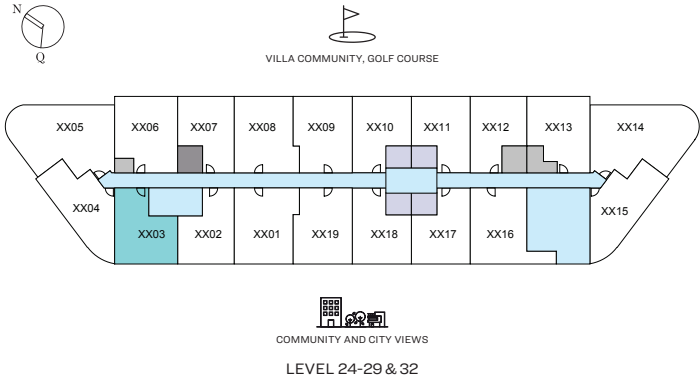 N
Q
VILLA COMMUNITY, GOLF COURSE
XX05 XX06 XX07 XX08 XX09 XX10 XX11 XX12 XX13 XX14
XX04 XX03 XX02 XX01 XX19 XX18 XX17 XX16 XX15
COMMUNITY AND CITY VIEWS
LEVEL 24-29 & 32